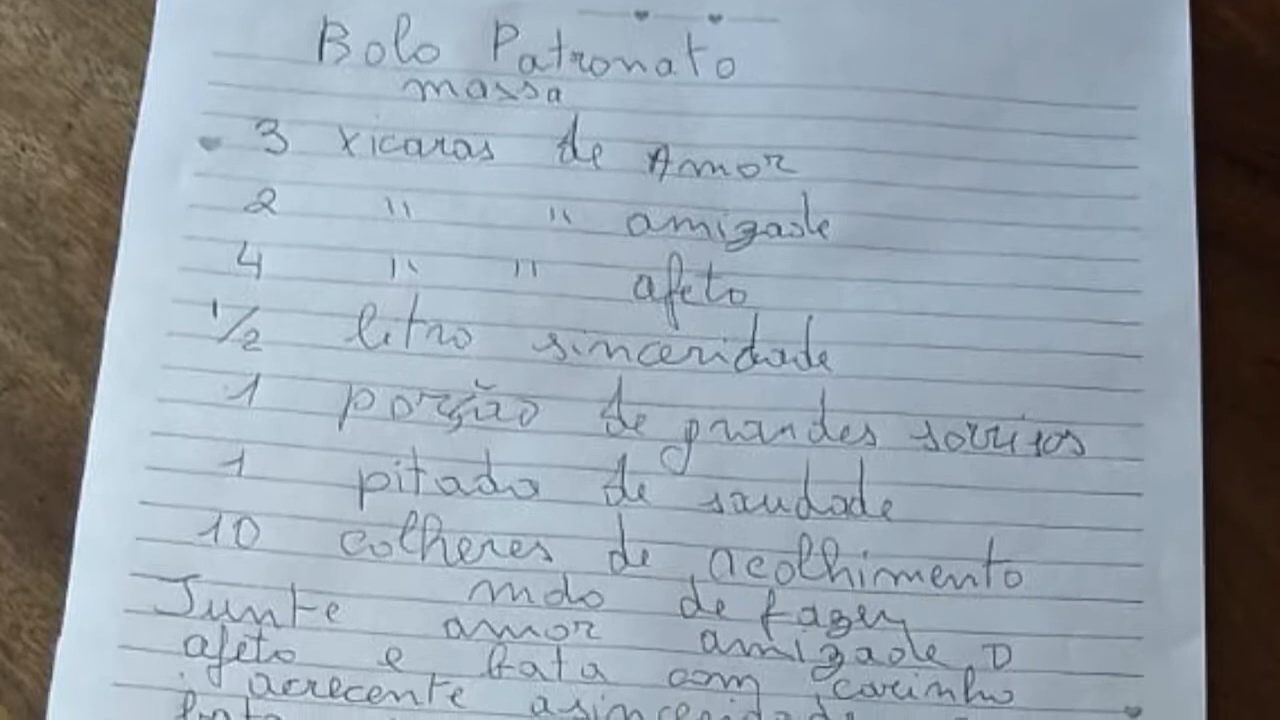 Bolo Patronato
massa
3 xicaras de Amor
2 " " amizade
4 " " afeto
1/2 litro sinceridade
1 porção de grandes sorrisos
1 pitada de saudade
10 colheres de acolhimento
mdo de fazer
Junte amor amizade, o
afeto e bata com carinho
acrecente a sinceridade